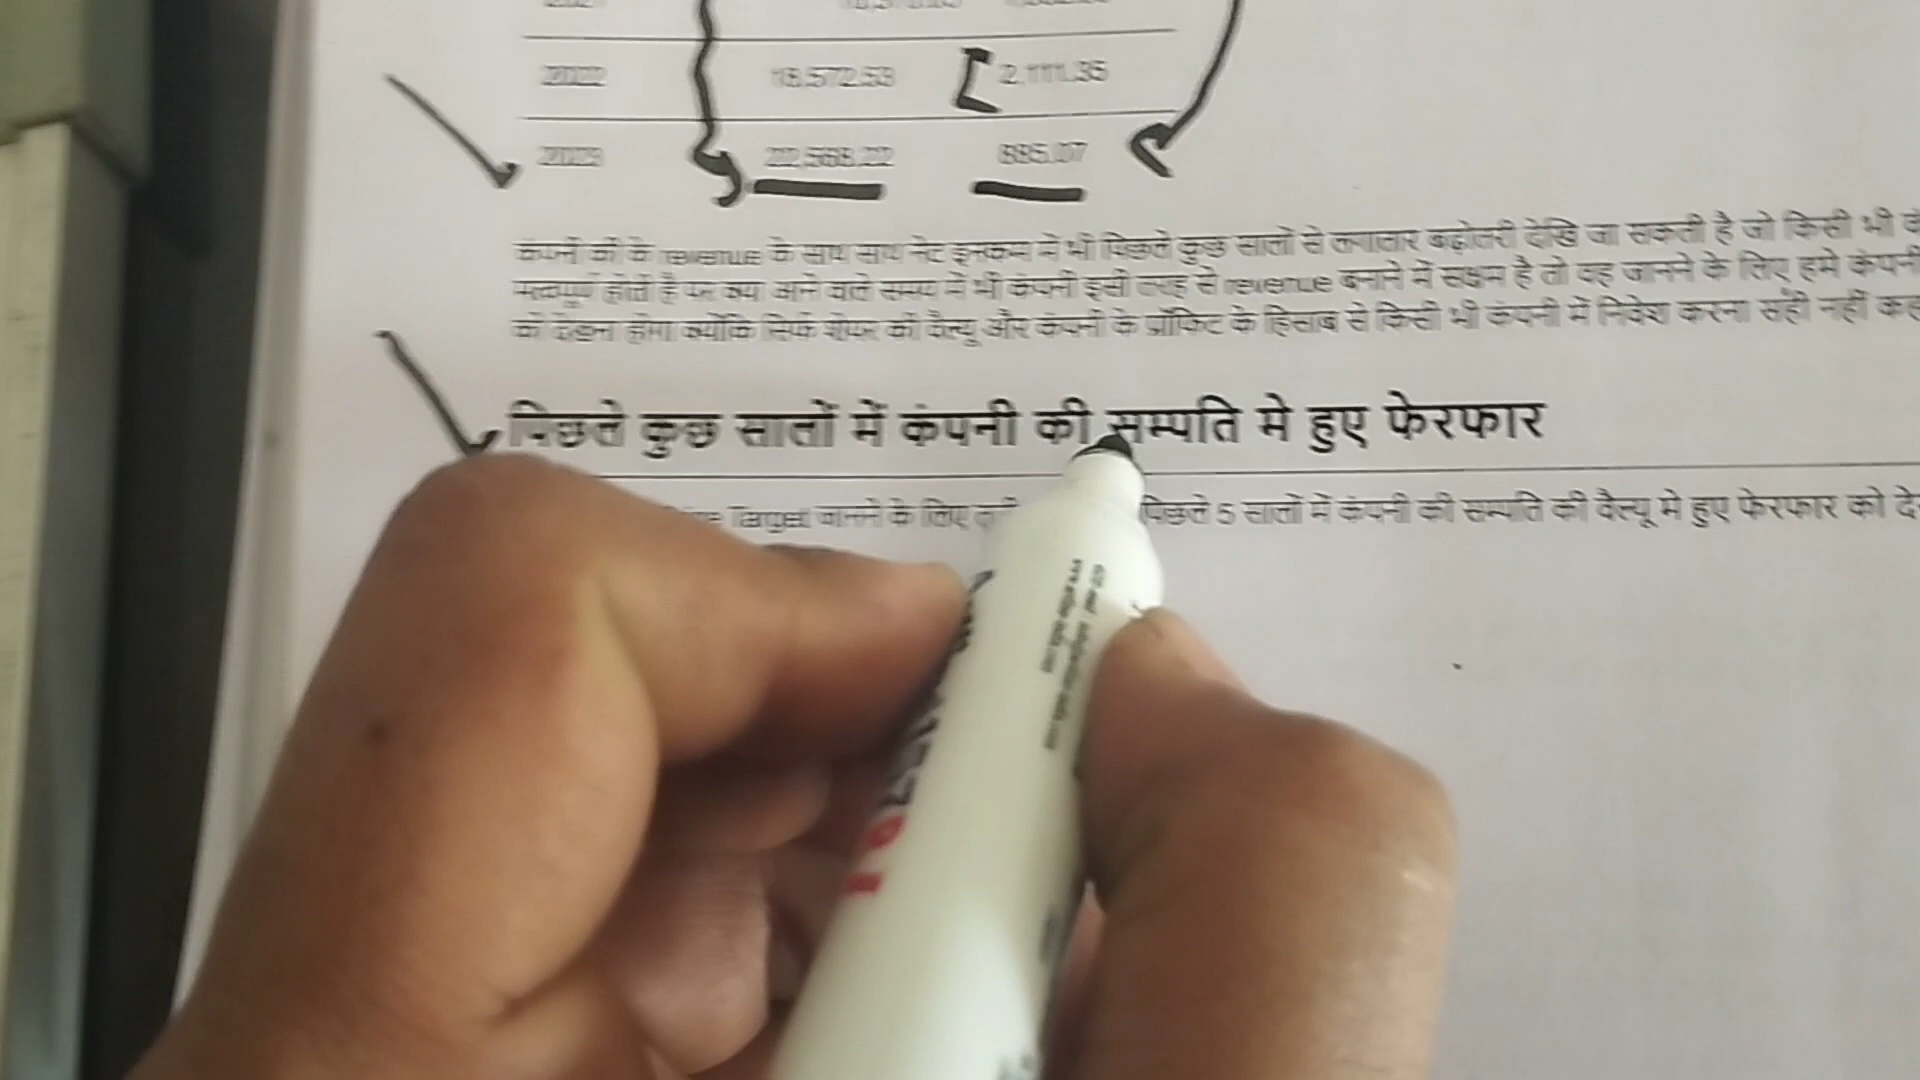 2022 18,572.53 2,111.35
2023 22,568.22 895.07
कंपनी की के revenue के साथ साथ नेट इनकम में भी पिछले कुछ सालों से लगातार बढ़ोतरी देखि जा सकती है जो किसी भी
महत्वपूर्ण होती है पर क्या आने वाले समय में भी कंपनी इसी तरह से revenue बनाने में सक्षम है तो वह जानने के लिए हमे कंपनी
को देखना होगा क्योंकि सिर्फ शेयर की वैल्यू और कंपनी के प्रॉफिट के हिसाब से किसी भी कंपनी में निवेश करना सही नहीं
पिछले कुछ सालों में कंपनी की सम्पति मे हुए फेरफार
Target जानने के लिए पिछले 5 सालों में कंपनी की सम्पति की वैल्यू मे हुए फेरफार को